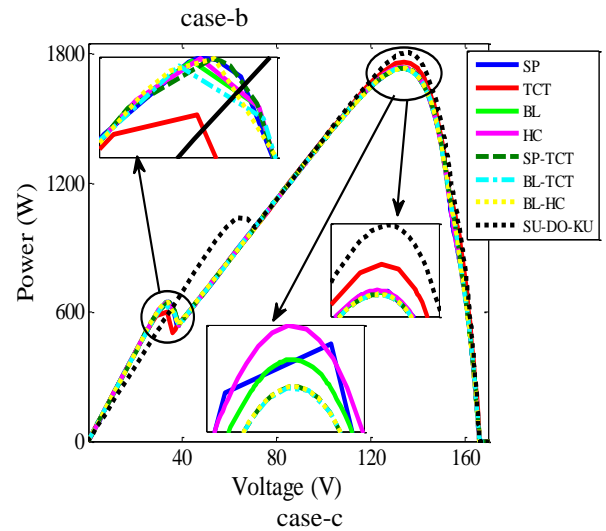 case-b
1800
1200
600
0
Power (W)
40
80
120
160
Voltage (V)
SP
TCT
BL
HC
SP-TCT
BL-TCT
BL-HC
SU-DO-KU
case-c